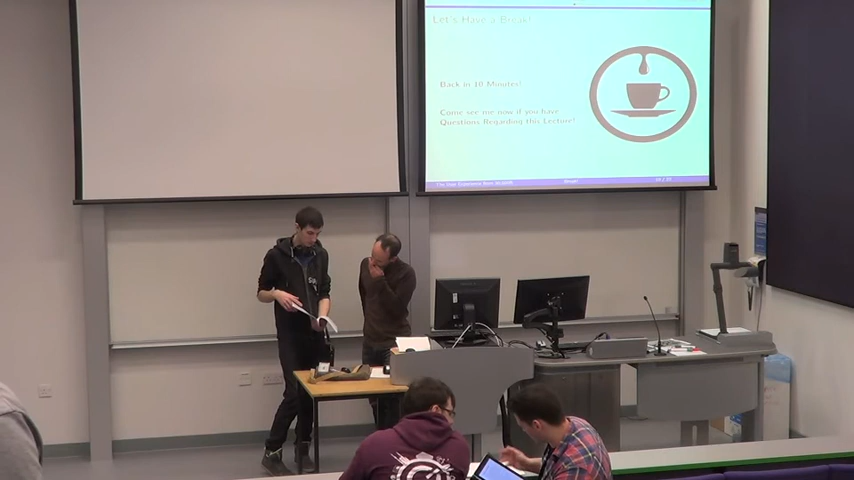 Let's Have a Break!
Back in 10 Minutes!
Come see me now if you have
Questions Regarding this Lecture!